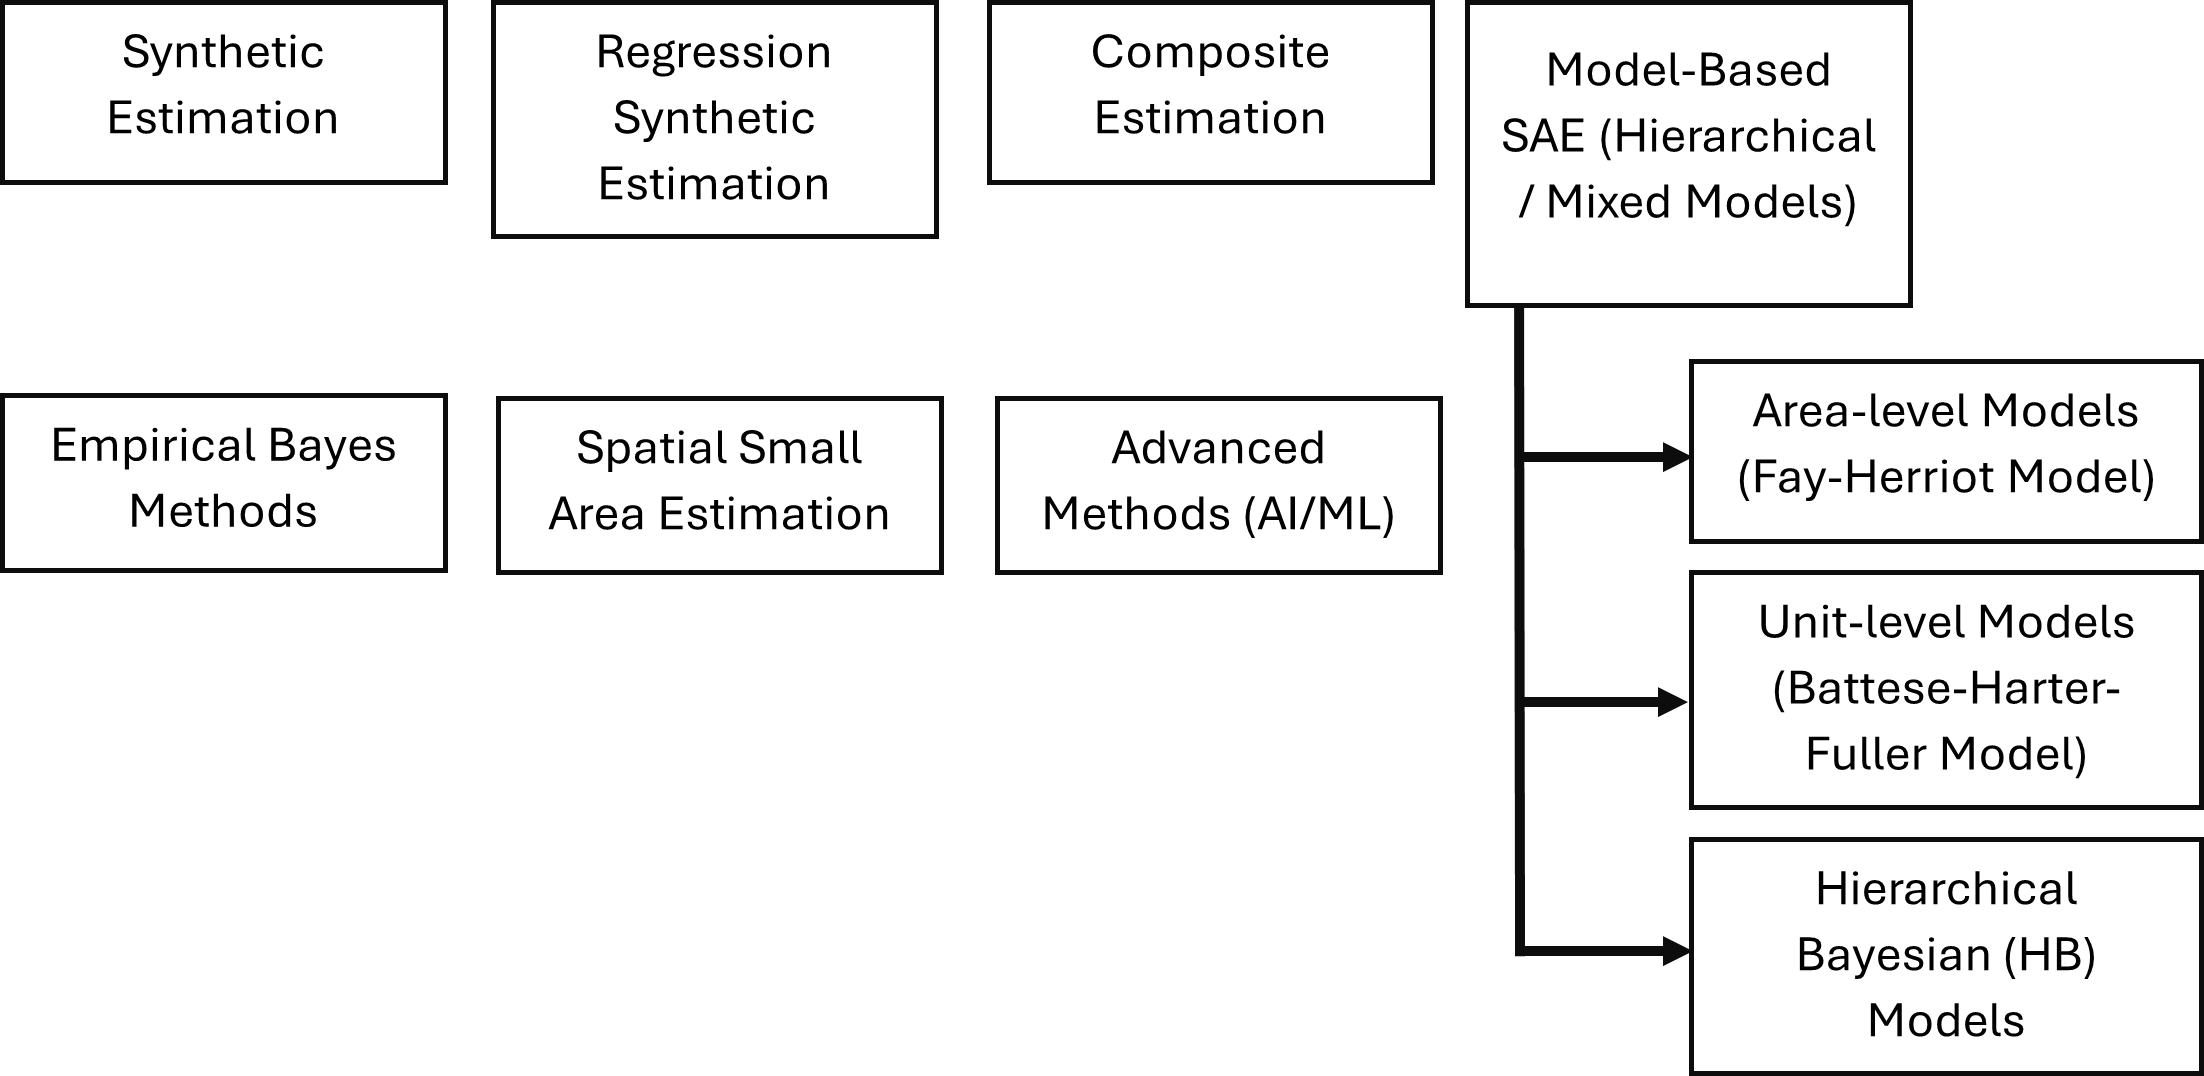 Synthetic
Estimation
Regression
Synthetic
Estimation
Composite
Estimation
Model-Based
SAE (Hierarchical
/ Mixed Models)
Empirical Bayes
Methods
Spatial Small
Area Estimation
Advanced
Methods (AI/ML)
Area-level Models
(Fay-Herriot Model)
Unit-level Models
(Battese-Harter-
Fuller Model)
Hierarchical
Bayesian (HB)
Models